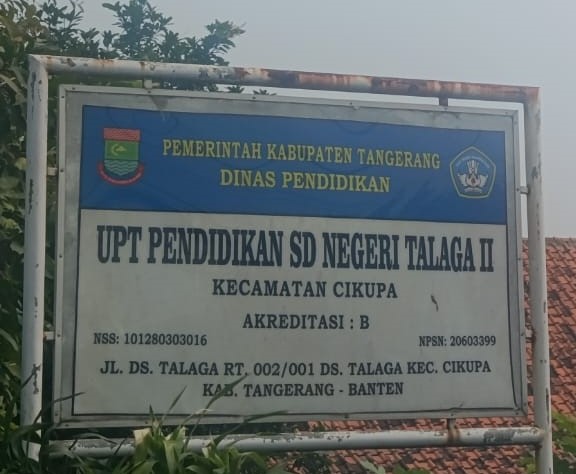 PEMERINTAH KABUPATEN TANGERANG
DINAS PENDIDIKAN
UPT PENDIDIKAN SD NEGERI TALAGA II
KECAMATAN CIKUPA
AKREDITASI : B
NSS: 101280303016 NPSN: 20603399
JL. DS. TALAGA RT. 002/001 DS. TALAGA KEC. CIKUPA
KAB. TANGERANG - BANTEN